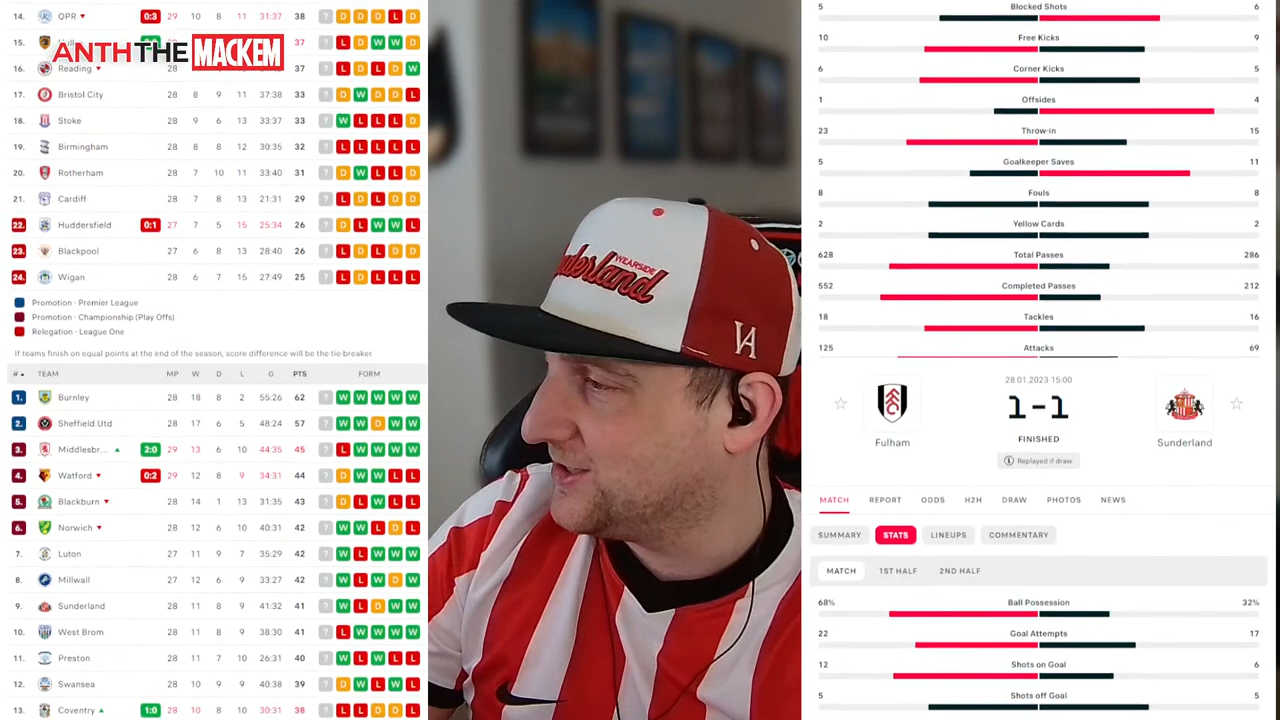 14. QPR 0:3 29 10 8 11 31:37 38 ? D D D L D
ANTHTHEMACKEM
15. 37 ? L D W W D
16. Reading 28 37 ? L D L D W
17. Bristol City 28 8 9 11 37:38 33 ? D W D D L
18. Stoke 28 9 6 13 33:37 33 ? W L L L D
19. Birmingham 28 8 8 12 30:35 32 ? L L L L L
20. Rotherham 28 7 10 11 33:40 31 ? D W L L D
21. Cardiff 28 7 8 13 21:31 29 ? L D L D D
22. Huddersfield 0:1 27 7 5 15 25:34 26 ? D L W W L
23. Blackpool 27 6 8 13 28:40 26 ? L D L D D
24. Wigan 28 6 7 15 27:49 25 ? L D L L L
Promotion - Premier League
Promotion - Championship (Play Offs)
Relegation - League One
If teams finish on equal points at the end of the season, score difference will be the tie-breaker.
# TEAM MP W D L G PTS FORM
1. Burnley 28 18 8 2 55:26 62 ? W W W W W
2. Sheffield Utd 28 17 6 5 48:24 57 ? W W D W W
3. Middlesbr... 2:0 29 13 6 10 44:35 45 ? L W W W W
4. Watford 0:2 29 12 8 9 34:31 44 ? D W W L L
5. Blackburn 28 14 1 13 31:35 43 ? D L W L W
6. Norwich 28 12 6 10 40:31 42 ? W W L D L
7. Luton 27 11 9 7 35:29 42 ? W L W W W
8. Millwall 27 12 6 9 33:27 42 ? W L W D W
9. Sunderland 28 11 8 9 41:32 41 ? W L D W W
10. West Brom 28 11 8 9 38:30 41 ? L W W W W
11. Preston 28 11 7 10 26:31 40 ? W L W L L
12. Swansea 28 10 9 9 40:38 39 ? D W L W L
13. Coventry 1:0 28 10 8 10 30:31 38 ? L L D D L
WEARSIDE
derland
VA
5 Blocked Shots 6
10 Free Kicks 9
6 Corner Kicks 5
1 Offsides 4
23 Throw-in 15
5 Goalkeeper Saves 11
8 Fouls 8
2 Yellow Cards 2
628 Total Passes 286
552 Completed Passes 212
18 Tackles 16
125 Attacks 69
28.01.2023 15:00
1-1
Fulham FINISHED Sunderland
Replayed if draw.
MATCH REPORT ODDS H2H DRAW PHOTOS NEWS
SUMMARY STATS LINEUPS COMMENTARY
MATCH 1ST HALF 2ND HALF
68% Ball Possession 32%
22 Goal Attempts 17
12 Shots on Goal 6
5 Shots off Goal 5